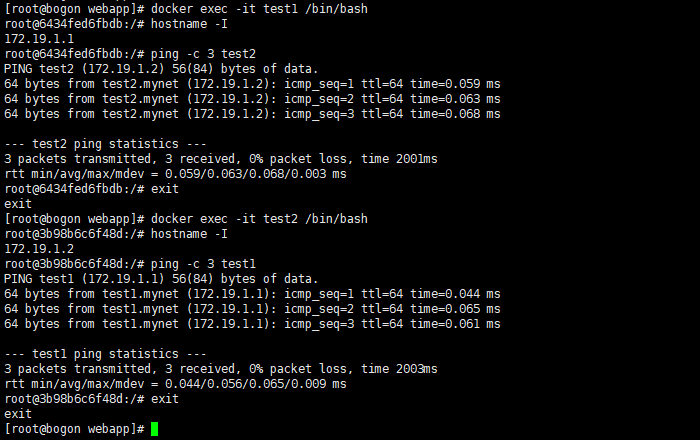 [root@bogon webapp]# docker exec -it test1 /bin/bash
root@6434fed6fbdb:/# hostname -I
172.19.1.1
root@6434fed6fbdb:/# ping -c 3 test2
PING test2 (172.19.1.2) 56(84) bytes of data.
64 bytes from test2.mynet (172.19.1.2): icmp_seq=1 ttl=64 time=0.059 ms
64 bytes from test2.mynet (172.19.1.2): icmp_seq=2 ttl=64 time=0.063 ms
64 bytes from test2.mynet (172.19.1.2): icmp_seq=3 ttl=64 time=0.068 ms
--- test2 ping statistics ---
3 packets transmitted, 3 received, 0% packet loss, time 2001ms
rtt min/avg/max/mdev = 0.059/0.063/0.068/0.003 ms
root@6434fed6fbdb:/# exit
exit
[root@bogon webapp]# docker exec -it test2 /bin/bash
root@3b98b6c6f48d:/# hostname -I
172.19.1.2
root@3b98b6c6f48d:/# ping -c 3 test1
PING test1 (172.19.1.1) 56(84) bytes of data.
64 bytes from test1.mynet (172.19.1.1): icmp_seq=1 ttl=64 time=0.044 ms
64 bytes from test1.mynet (172.19.1.1): icmp_seq=2 ttl=64 time=0.065 ms
64 bytes from test1.mynet (172.19.1.1): icmp_seq=3 ttl=64 time=0.061 ms
--- test1 ping statistics ---
3 packets transmitted, 3 received, 0% packet loss, time 2003ms
rtt min/avg/max/mdev = 0.044/0.056/0.065/0.009 ms
root@3b98b6c6f48d:/# exit
exit
[root@bogon webapp]#